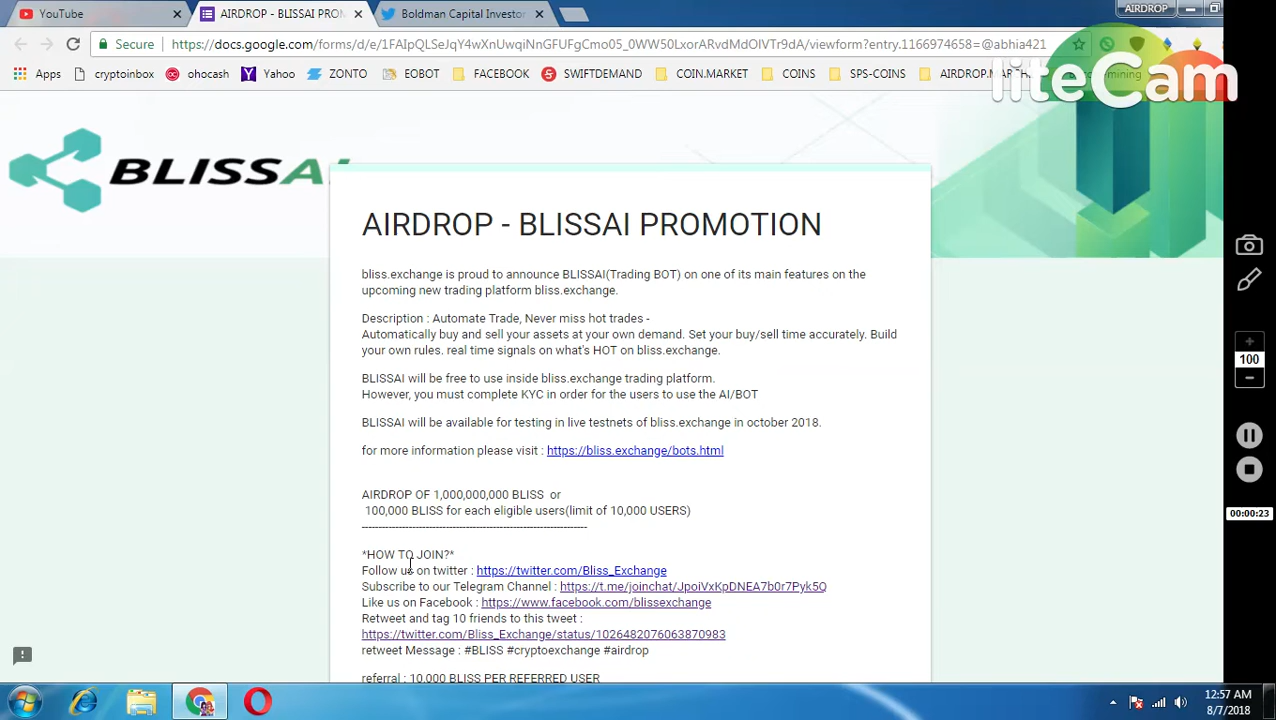 YouTube
AIRDROP - BLISSAI PROM
Boldman Capital Investor
AIRDROP
Secure
https://docs.google.com/forms/d/e/1FAIpQLSeJqY4wXnUwqiNnGFUFgCmo05_0WW50LxorARvdMdOIVTr9dA/viewform?entry.1166974658=@abhia421
Apps
cryptoinbox
ohocash
Yahoo
ZONTO
EOBOT
FACEBOOK
SWIFTDEMAND
COIN.MARKET
COINS
SPS-COINS
mining
liteCam
BLISSAI
AIRDROP - BLISSAI PROMOTION
bliss.exchange is proud to announce BLISSAI(Trading BOT) on one of its main features on the
upcoming new trading platform bliss.exchange.
Description : Automate Trade, Never miss hot trades -
Automatically buy and sell your assets at your own demand. Set your buy/sell time accurately. Build
your own rules. real time signals on what's HOT on bliss.exchange.
BLISSAI will be free to use inside bliss.exchange trading platform.
However, you must complete KYC in order for the users to use the AI/BOT
BLISSAI will be available for testing in live testnets of bliss.exchange in october 2018.
for more information please visit : https://bliss.exchange/bots.html
AIRDROP OF 1,000,000,000 BLISS or
100,000 BLISS for each eligible users(limit of 10,000 USERS)
----------------------------------------------------------------------
*HOW TO JOIN?*
Follow us on twitter : https://twitter.com/Bliss_Exchange
Subscribe to our Telegram Channel : https://t.me/joinchat/JpoiVxKpDNEA7b0r7Pyk5Q
Like us on Facebook : https://www.facebook.com/blissexchange
Retweet and tag 10 friends to this tweet :
https://twitter.com/Bliss_Exchange/status/1026482076063870983
retweet Message : #BLISS #cryptoexchange #airdrop
referral : 10,000 BLISS PER REFERRED USER
100
00:00:23
12:57 AM
8/7/2018